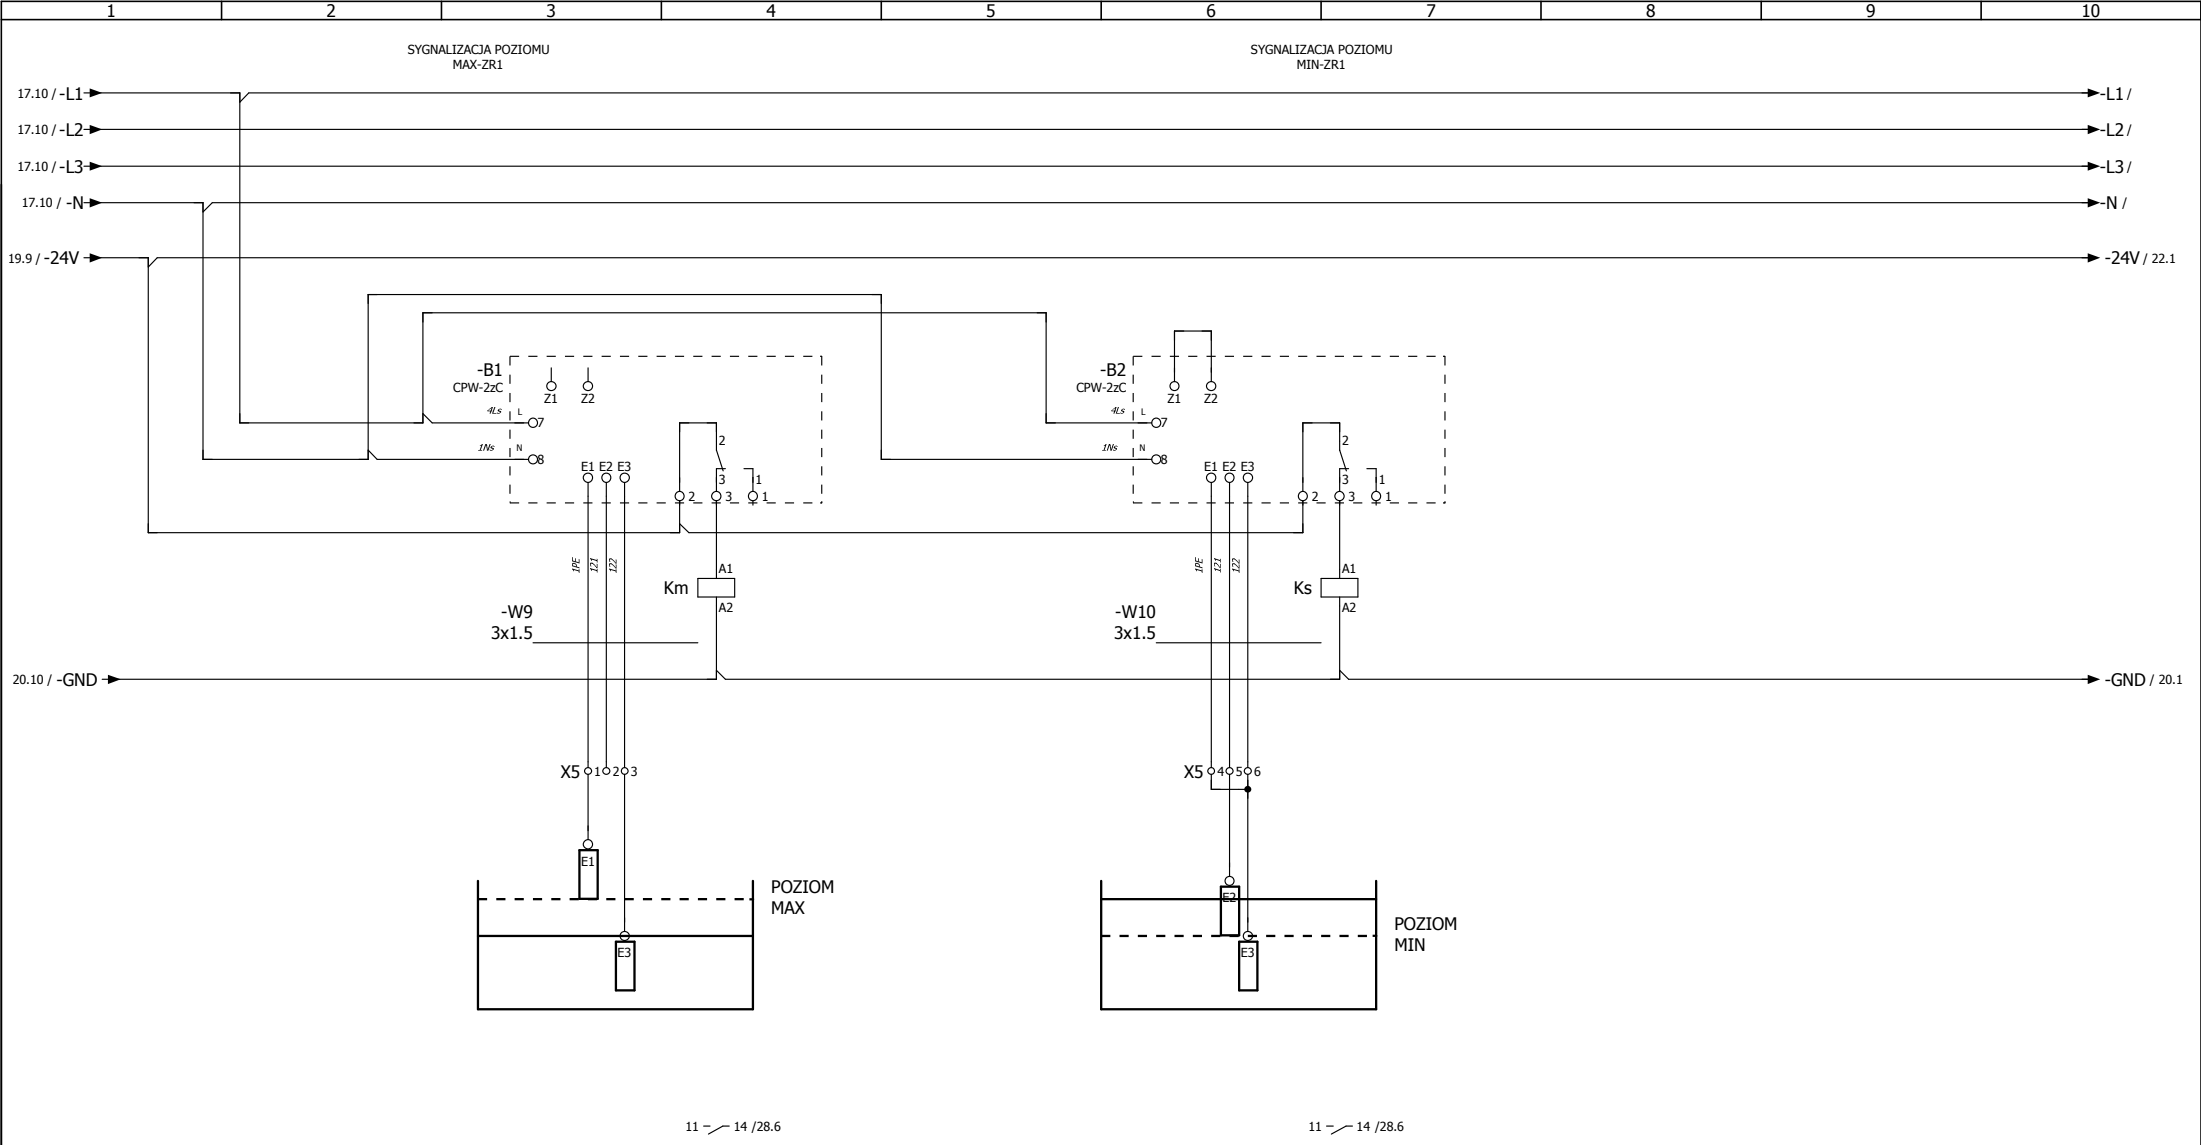 1 2 3 4 5 6 7 8 9 10
SYGNALIZACJA POZIOMU
MAX-ZR1
SYGNALIZACJA POZIOMU
MIN-ZR1
17.10 / -L1
-L1 /
17.10 / -L2
-L2 /
17.10 / -L3
-L3 /
17.10 / -N
-N /
19.9 / -24V
-24V / 22.1
-B1
CPW-2zC
Z1 Z2
4Ls L 7
1Ns N 8
E1 E2 E3
2
3
1
2 3 1
-B2
CPW-2zC
Z1 Z2
4Ls L 7
1Ns N 8
E1 E2 E3
2
3
1
2 3 1
1PE 121 122
A1
Km
A2
-W9
3x1.5
1PE 121 122
A1
Ks
A2
-W10
3x1.5
20.10 / -GND
-GND / 20.1
X5 1 2 3
X5 4 5 6
E1
E3
POZIOM
MAX
E2
E3
POZIOM
MIN
11 14 /28.6
11 14 /28.6